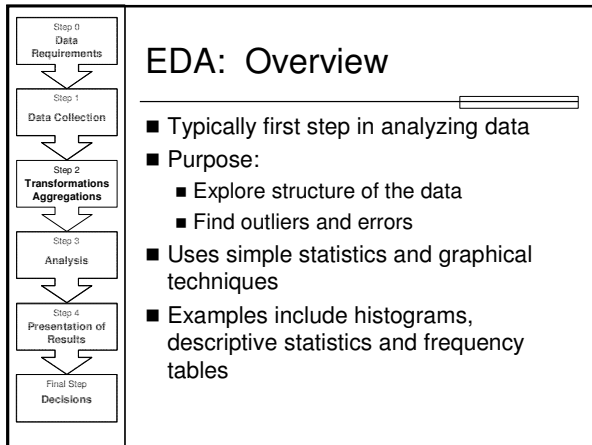 Step 0
Data
Requirements
Step 1
Data Collection
Step 2
Transformations
Aggregations
Step 3
Analysis
Step 4
Presentation of
Results
Final Step
Decisions
EDA: Overview
■ Typically first step in analyzing data
■ Purpose:
■ Explore structure of the data
■ Find outliers and errors
■ Uses simple statistics and graphical
techniques
■ Examples include histograms,
descriptive statistics and frequency
tables